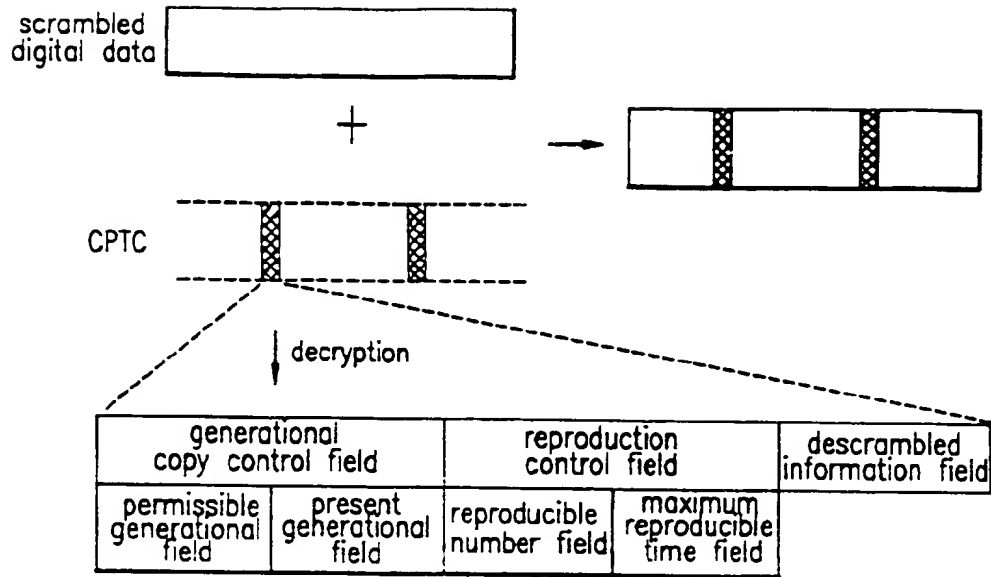 scrambled
digital data
+
CPTC
decryption
generational
copy control field
reproduction
control field
descrambled
information field
permissible
generational
field
present
generational
field
reproducible
number field
maximum
reproducible
time field